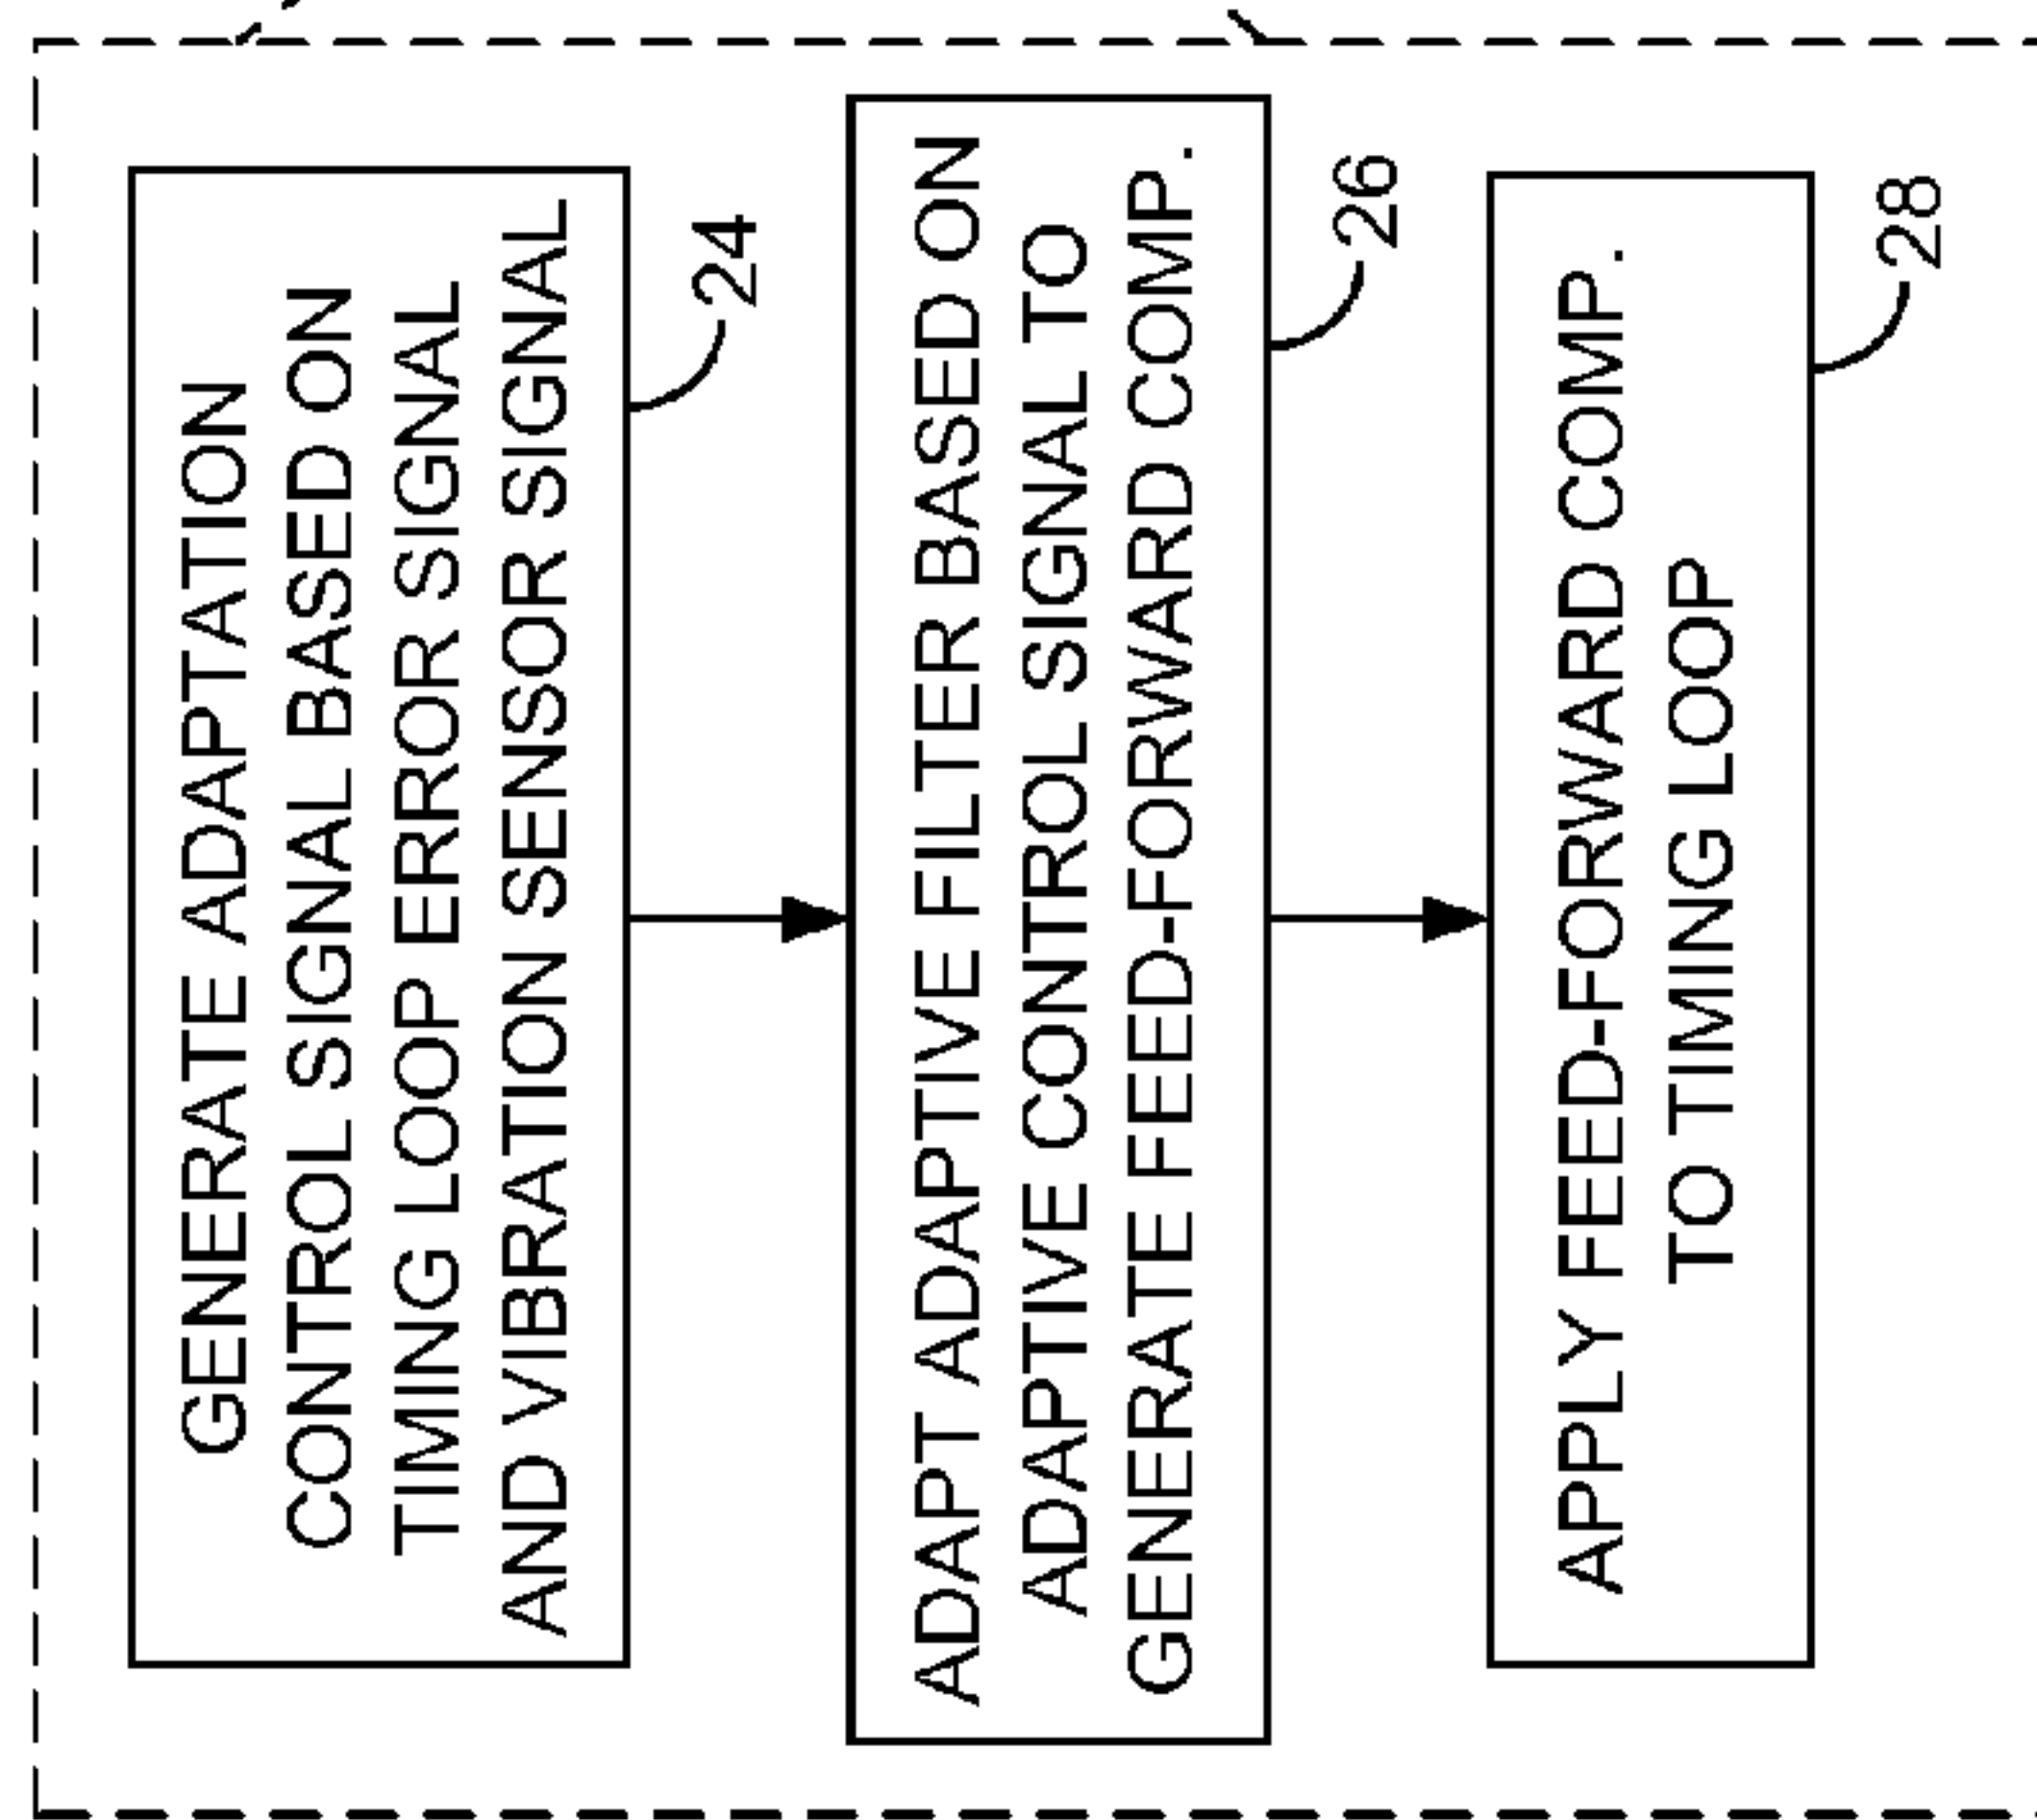 GENERATE ADAPTATION
CONTROL SIGNAL BASED ON
TIMING LOOP ERROR SIGNAL
AND VIBRATION SENSOR SIGNAL
24
ADAPT ADAPTIVE FILTER BASED ON
ADAPTIVE CONTROL SIGNAL TO
GENERATE FEED-FORWARD COMP.
26
APPLY FEED-FORWARD COMP.
TO TIMING LOOP
28